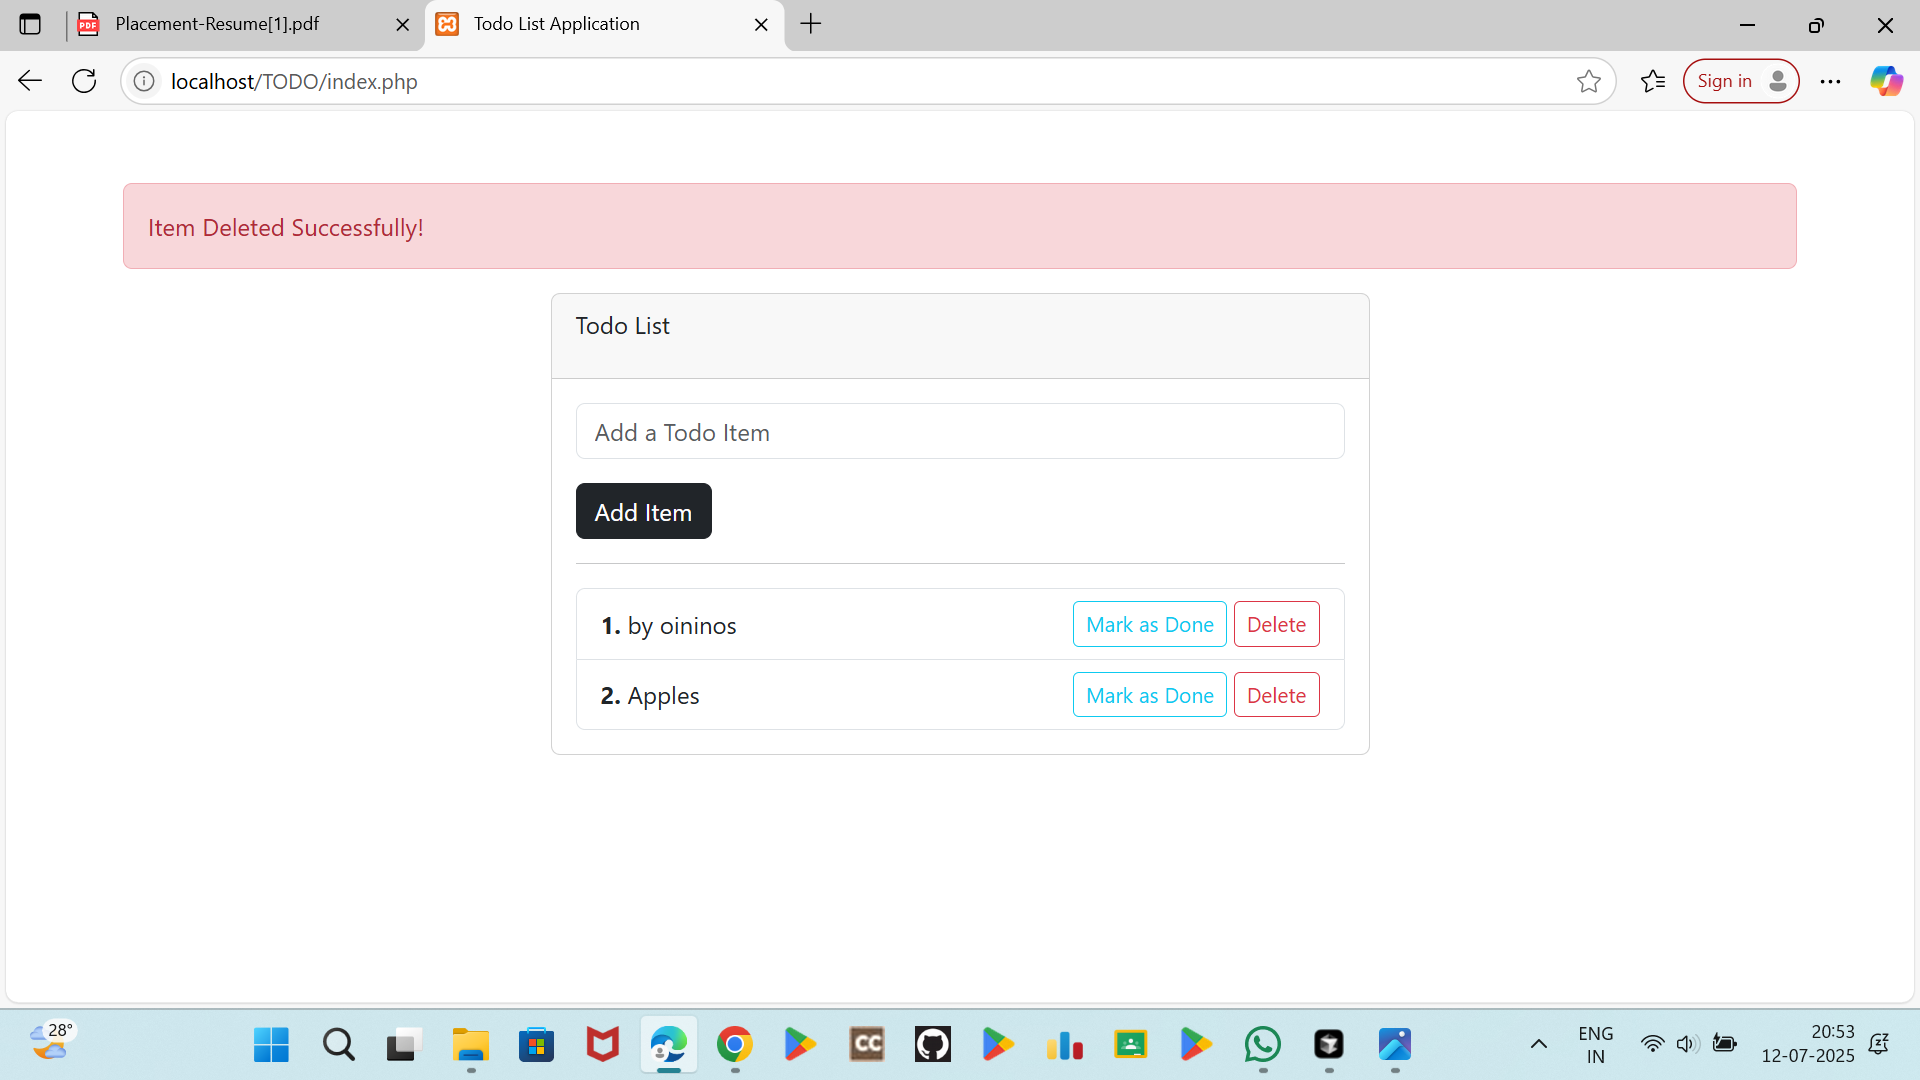 Placement-Resume[1].pdf
Todo List Application
localhost/TODO/index.php
Sign in
Item Deleted Successfully!
Todo List
Add a Todo Item
Add Item
1. by oininos Mark as Done Delete
2. Apples Mark as Done Delete
28°
CC
ENG
IN
20:53
12-07-2025